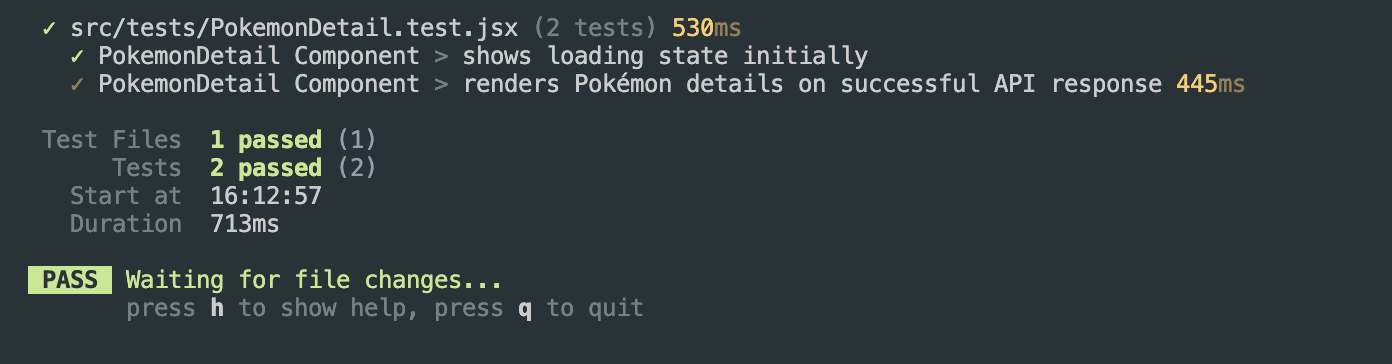 ✓ src/tests/PokemonDetail.test.jsx (2 tests) 530ms
✓ PokemonDetail Component > shows loading state initially
✓ PokemonDetail Component > renders Pokémon details on successful API response 445ms
Test Files 1 passed (1)
Tests 2 passed (2)
Start at 16:12:57
Duration 713ms
PASS Waiting for file changes...
press h to show help, press q to quit